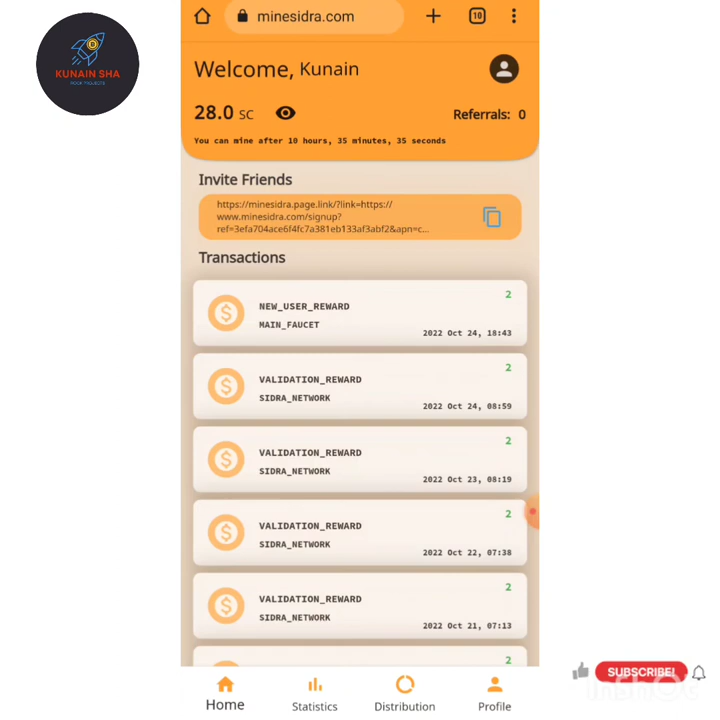 KUNAIN SHA
minesidra.com
10
Welcome, Kunain
28.0 SC
Referrals: 0
You can mine after 10 hours, 35 minutes, 35 seconds
Invite Friends
https://minesidra.page.link/?link=https://
www.minesidra.com/signup?
ref=3efa704ace6f4fc7a381eb133af3abf2&apn=c...
Transactions
2
NEW_USER_REWARD
MAIN_FAUCET
2022 Oct 24, 18:43
2
VALIDATION_REWARD
SIDRA_NETWORK
2022 Oct 24, 08:59
2
VALIDATION_REWARD
SIDRA_NETWORK
2022 Oct 23, 08:19
2
VALIDATION_REWARD
SIDRA_NETWORK
2022 Oct 22, 07:38
2
VALIDATION_REWARD
SIDRA_NETWORK
2022 Oct 21, 07:13
2
Home
Statistics
Distribution
Profile
SUBSCRIBE!